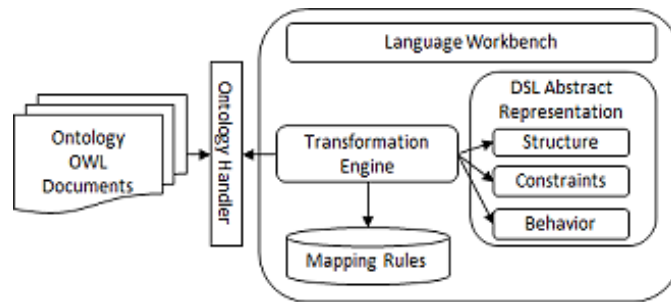 Language Workbench
DSL Abstract
Representation
Ontology
OWL
Documents
Ontology Handler
Transformation
Engine
Structure
Constraints
Behavior
Mapping Rules